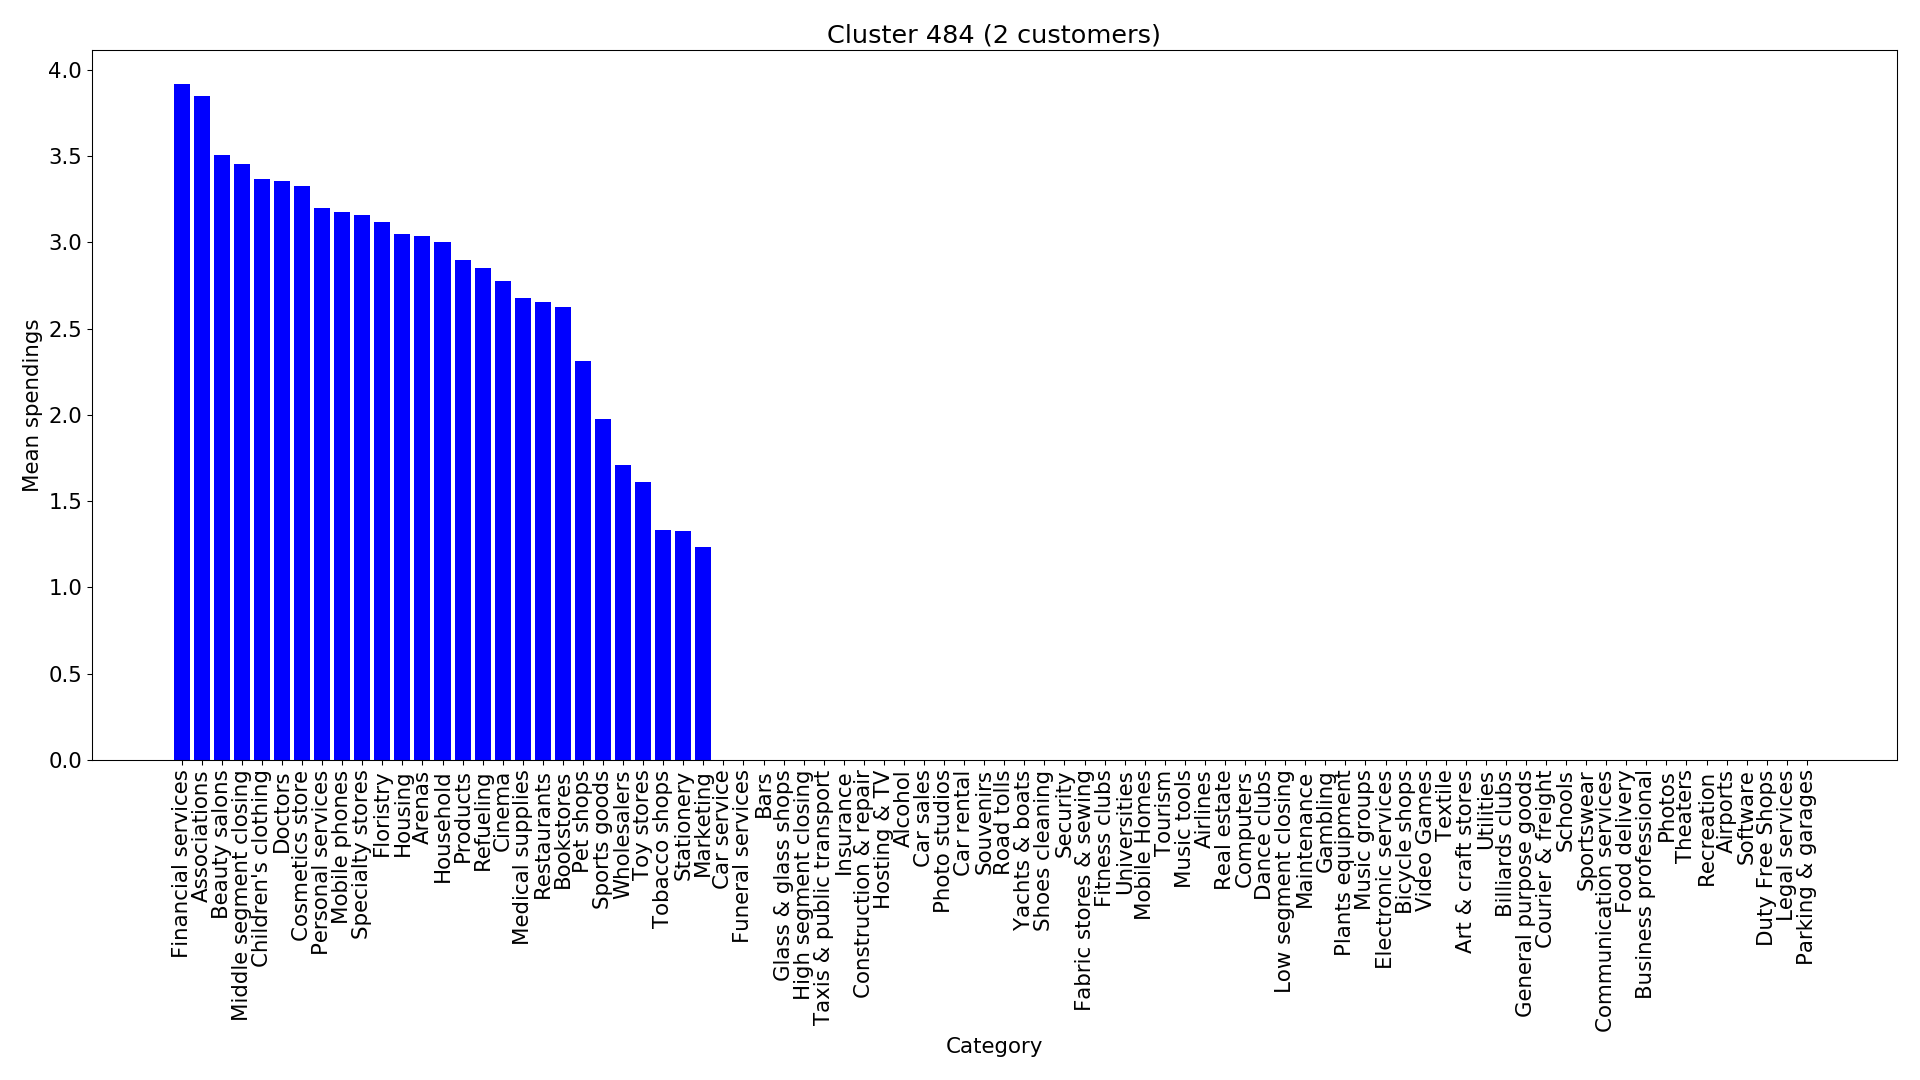 Cluster 484 (2 customers)
Mean spendings
4.0
3.5
3.0
2.5
2.0
1.5
1.0
0.5
0.0
Financial services
Associations
Beauty salons
Middle segment closing
Children's clothing
Doctors
Cosmetics store
Personal services
Mobile phones
Specialty stores
Floristry
Housing
Arenas
Household
Products
Refueling
Cinema
Medical supplies
Restaurants
Bookstores
Pet shops
Sports goods
Wholesalers
Toy stores
Tobacco shops
Stationery
Marketing
Car service
Funeral services
Bars
Glass & glass shops
High segment closing
Taxis & public transport
Insurance
Construction & repair
Hosting & TV
Alcohol
Car sales
Photo studios
Car rental
Souvenirs
Road tolls
Yachts & boats
Shoes cleaning
Security
Fabric stores & sewing
Fitness clubs
Universities
Mobile Homes
Tourism
Music tools
Airlines
Real estate
Computers
Dance clubs
Low segment closing
Maintenance
Gambling
Plants equipment
Music groups
Electronic services
Bicycle shops
Video Games
Textile
Art & craft stores
Utilities
Billiards clubs
General purpose goods
Courier & freight
Schools
Sportswear
Communication services
Food delivery
Business professional
Photos
Theaters
Recreation
Airports
Software
Duty Free Shops
Legal services
Parking & garages
Category